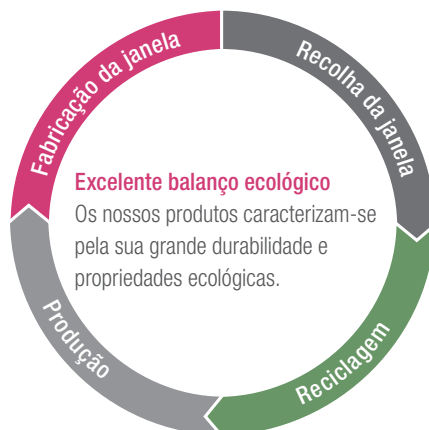 Fabricação da janela
Recolha da janela
Excelente balanço ecológico
Os nossos produtos caracterizam-se
pela sua grande durabilidade e
propriedades ecológicas.
Produção
Reciclagem